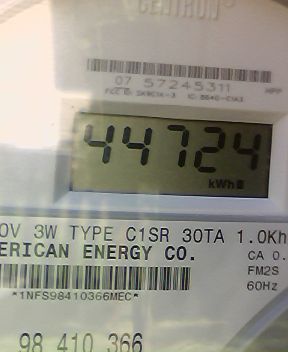 CENTRON®
07 57245311
44724
kWh
0V 3W TYPE C1SR 30TA 1.0Kh
ERICAN ENERGY CO.
CA 0.
FM2S
60Hz
*1NFS98410366MEC*
98 410 366